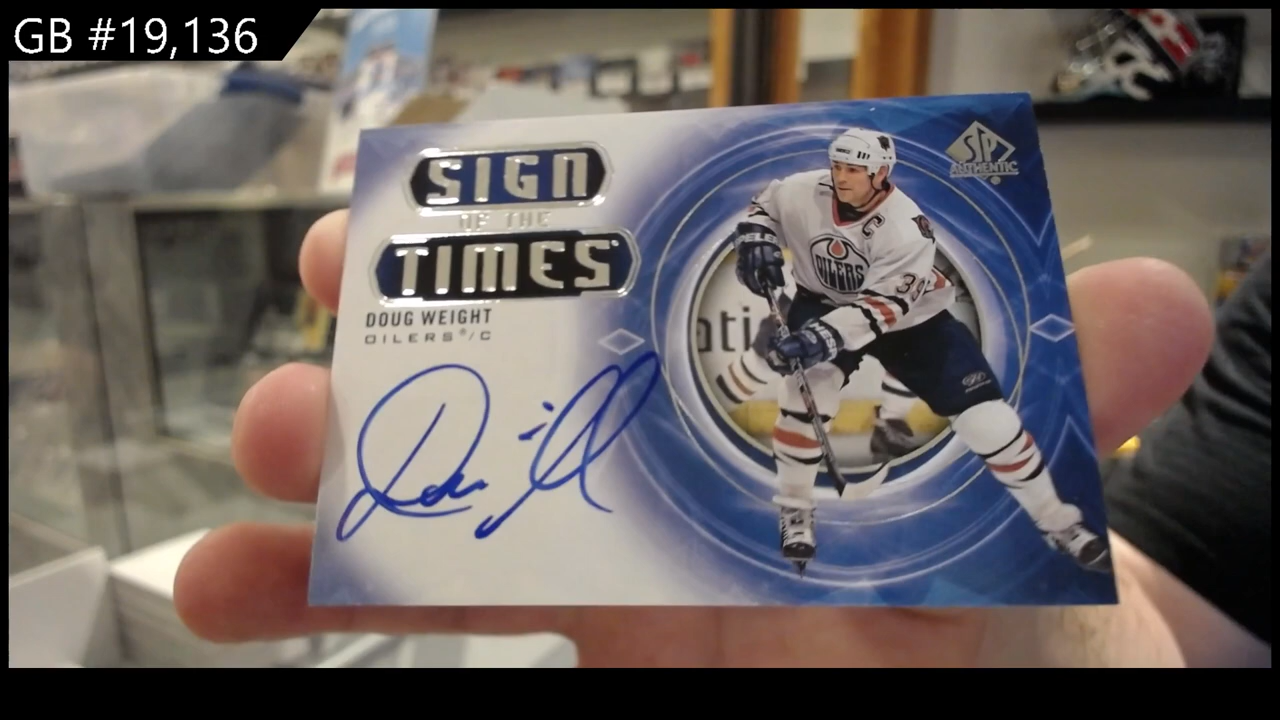 GB #19,136
SIGN
OF THE
TIMES
DOUG WEIGHT
OILERS®/C
SP
AUTHENTIC
C
OILERS
39